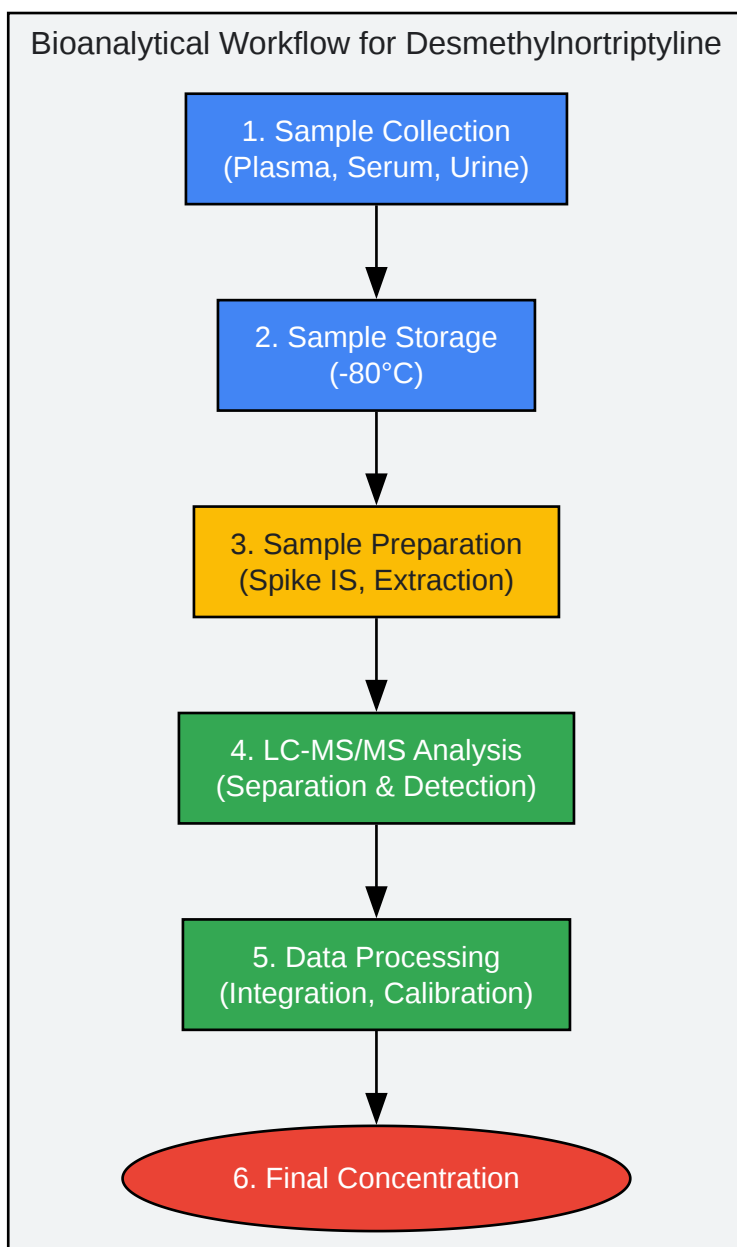 Bioanalytical Workflow for Desmethylnortriptyline
1. Sample Collection
(Plasma, Serum, Urine)
2. Sample Storage
(-80°C)
3. Sample Preparation
(Spike IS, Extraction)
4. LC-MS/MS Analysis
(Separation & Detection)
5. Data Processing
(Integration, Calibration)
6. Final Concentration